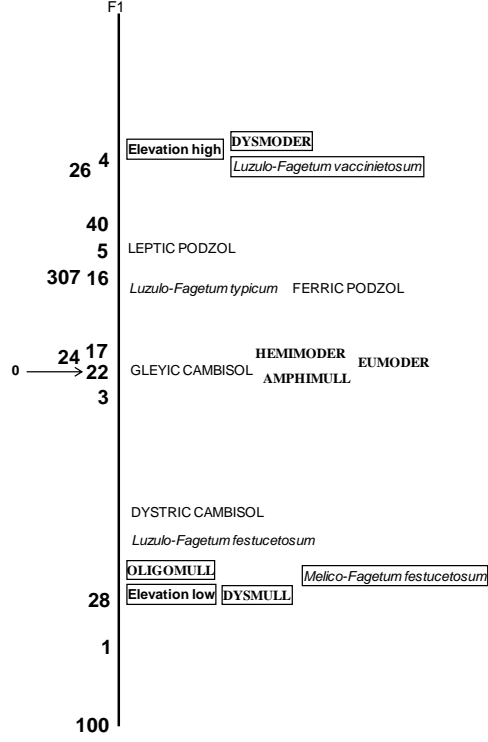 F1
Elevation high DYSMODER
26 4 Luzulo-Fagetum vaccinietosum
40
5 LEPTIC PODZOL
307 16 Luzulo-Fagetum typicum FERRIC PODZOL
24 17 HEMIMODER EUMODER
0 22 GLEYIC CAMBISOL AMPHIMULL
3
DYSTRIC CAMBISOL
Luzulo-Fagetum festucetosum
OLIGOMULL Melico-Fagetum festucetosum
28 Elevation low DYSMULL
1
100